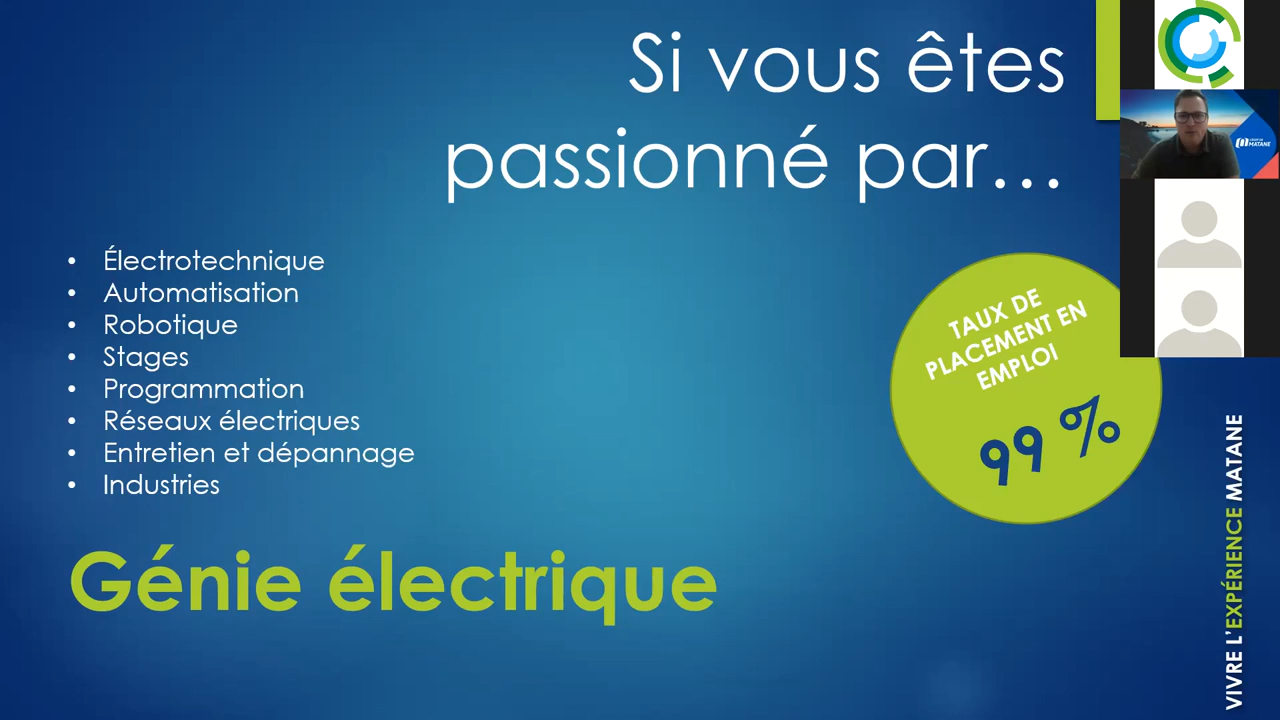 Si vous êtes
passionné par…
• Électrotechnique
• Automatisation
• Robotique
• Stages
• Programmation
• Réseaux électriques
• Entretien et dépannage
• Industries
Génie électrique
TAUX DE
PLACEMENT EN
EMPLOI
99 %
VIVRE L'EXPÉRIENCE MATANE
MATANE